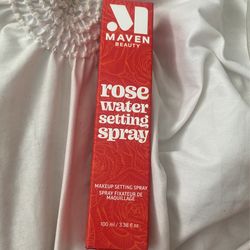 M
MAVEN
BEAUTY
rose
water
setting
spray
MAKEUP SETTING SPRAY
SPRAY FIXATEUR DE
MAQUILLAGE
100 ml / 3.38 fl oz